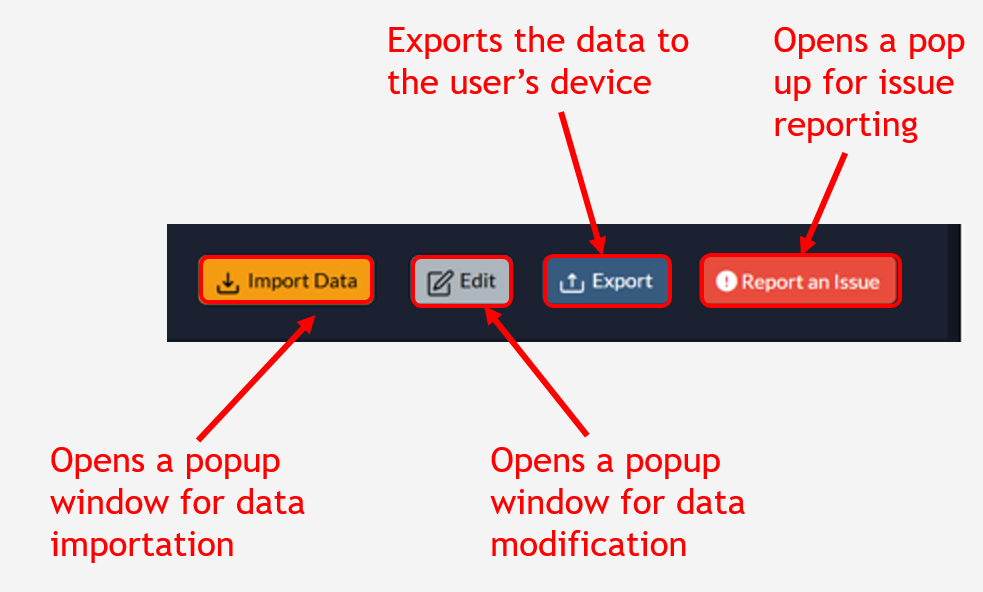 Exports the data to
the user's device
Opens a pop
up for issue
reporting
Import Data
Edit
Export
Report an Issue
Opens a popup
window for data
importation
Opens a popup
window for data
modification